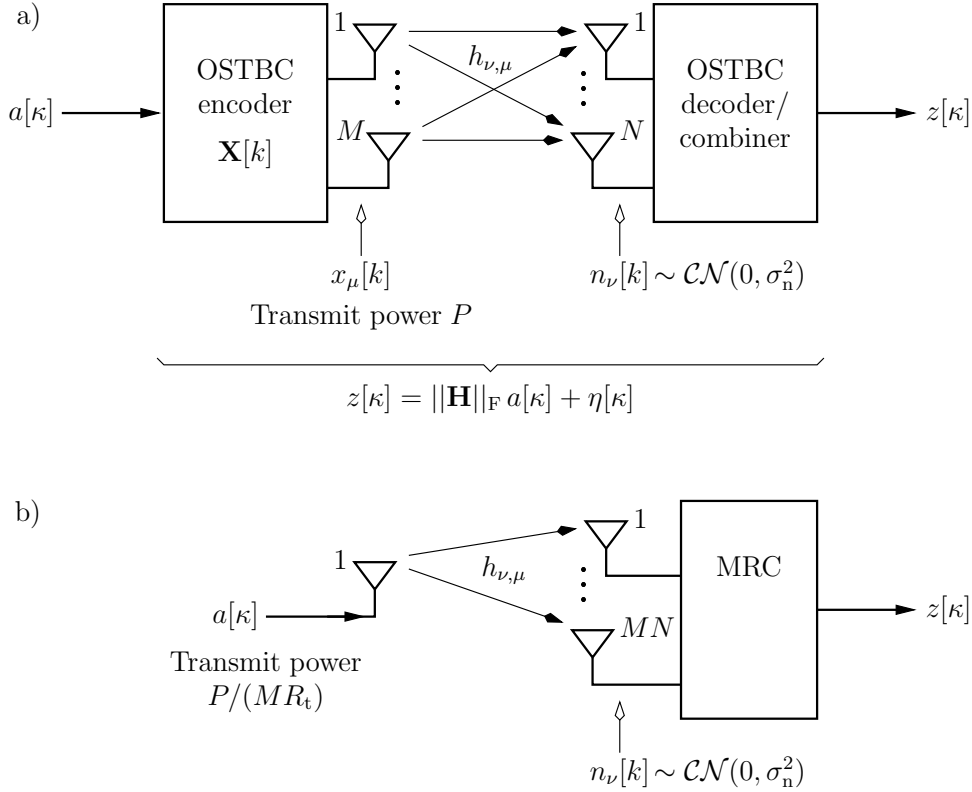 a)
1
1
h_{ν,μ}
OSTBC
encoder
X[k]
OSTBC
decoder/
combiner
a[κ]
z[κ]
M
N
x_μ[k]
n_ν[k] ∼ CN(0, σ_n^2)
Transmit power P
z[κ] = ||H||_F a[κ] + η[κ]
b)
1
1
h_{ν,μ}
MRC
a[κ]
z[κ]
MN
Transmit power
P/(MR_t)
n_ν[k] ∼ CN(0, σ_n^2)